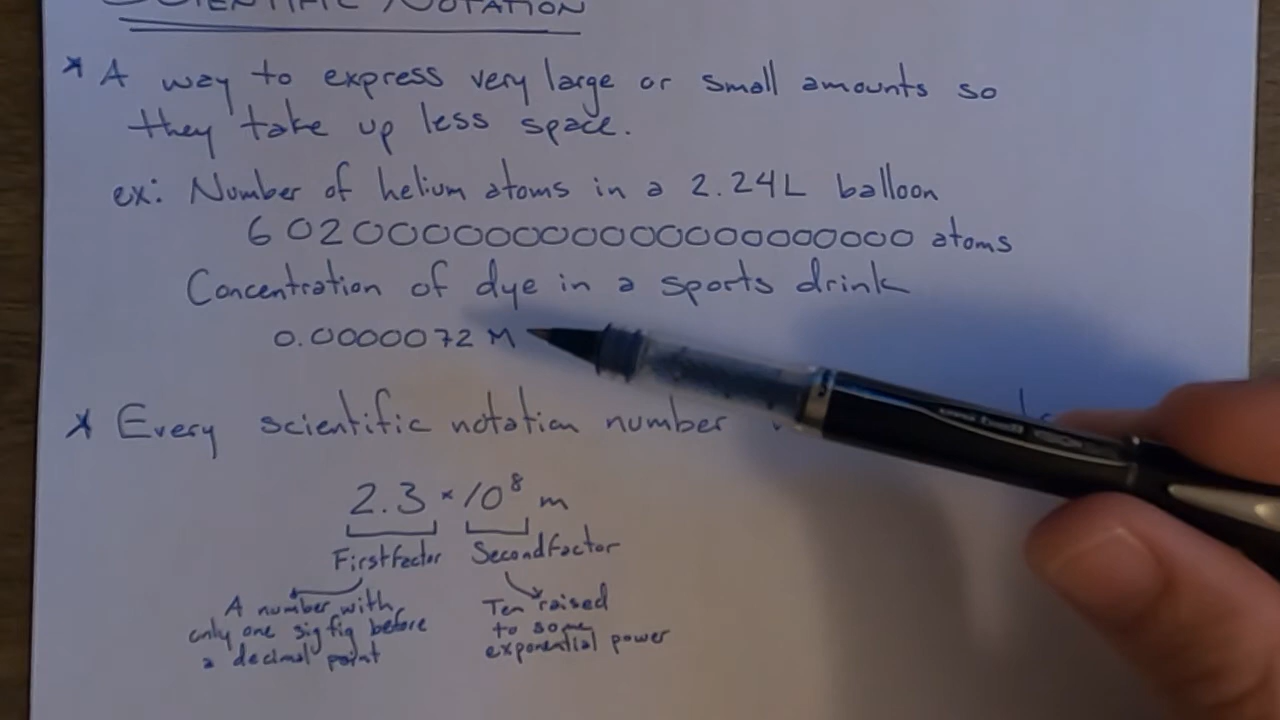 SCIENTIFIC NOTATION
* A way to express very large or small amounts so
they take up less space.
ex: Number of helium atoms in a 2.24L balloon
6 020000000000000000000 atoms
Concentration of dye in a sports drink
0.0000072 M
* Every scientific notation number
2.3 × 10⁸ m
First factor Second factor
A number with Ten raised
only one sig fig before to some
a decimal point exponential power